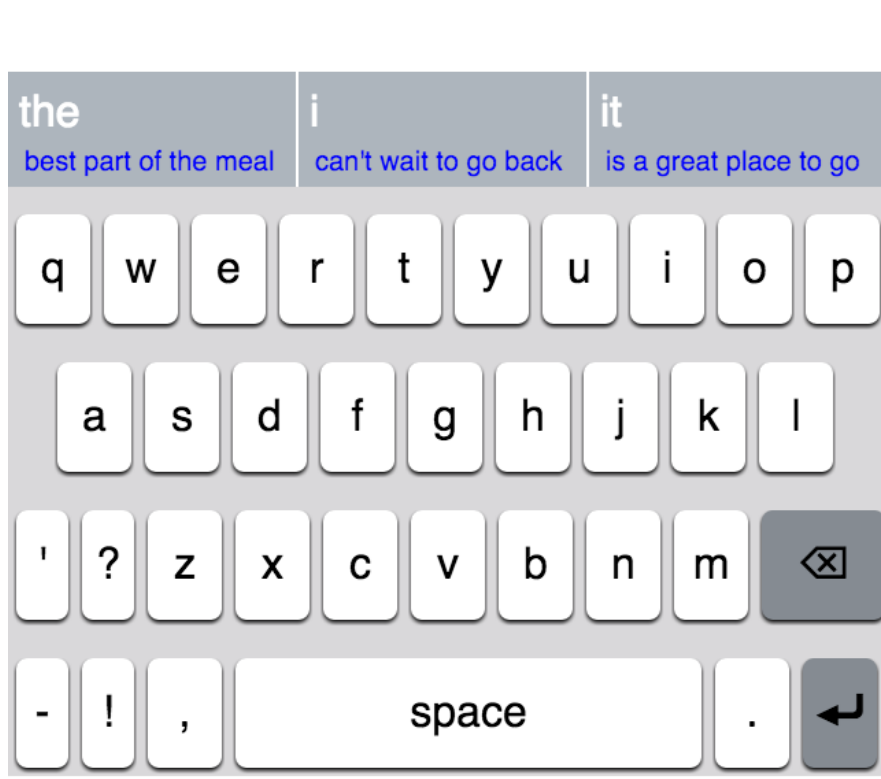 the i it
best part of the meal can't wait to go back is a great place to go
q w e r t y u i o p
a s d f g h j k l
' ? z x c v b n m
- ! , space .